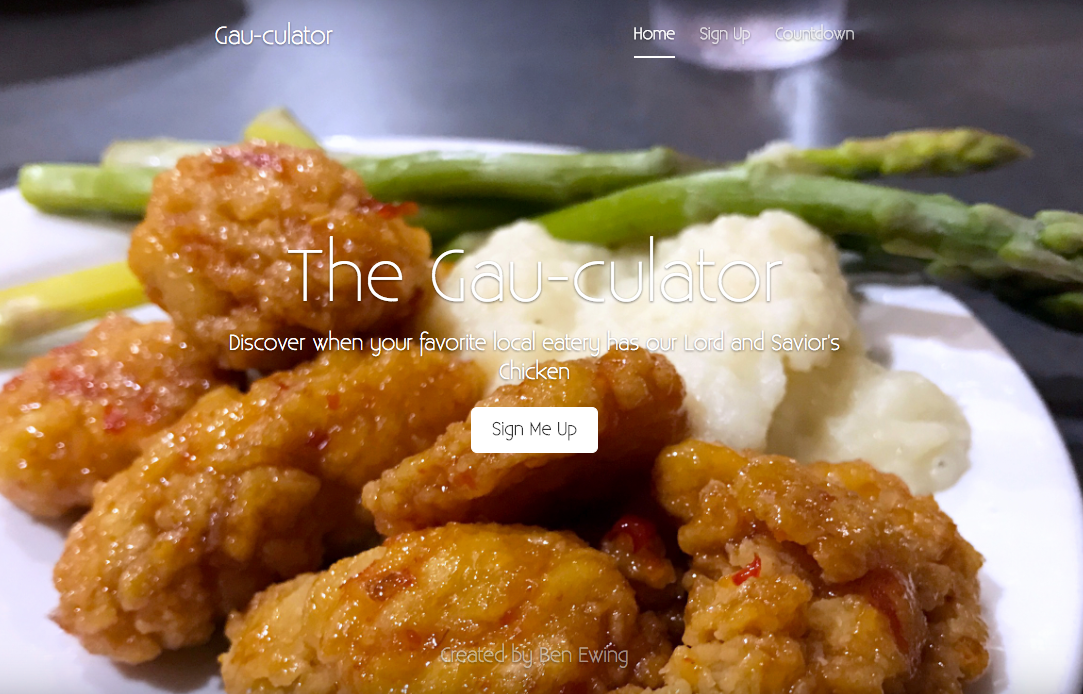 Gau-culator
Home Sign Up Countdown
The Gau-culator
Discover when your favorite local eatery has our Lord and Savior's
chicken
Sign Me Up
Created by Ben Ewing